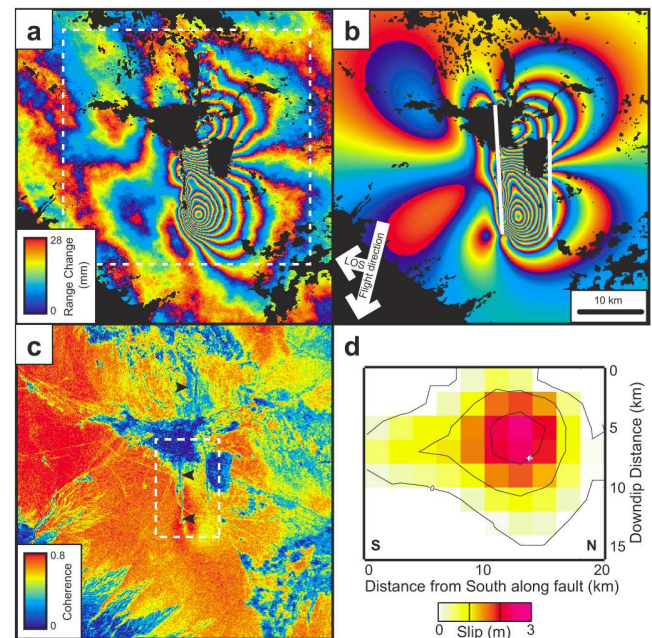 a
28
0
Range Change
(mm)
b
LOS
Flight direction
10 km
c
0.8
0
Coherence
d
0
5
10
15
Downdip Distance (km)
0
S
N
0
10
20
Distance from South along fault (km)
0
3
Slip (m)